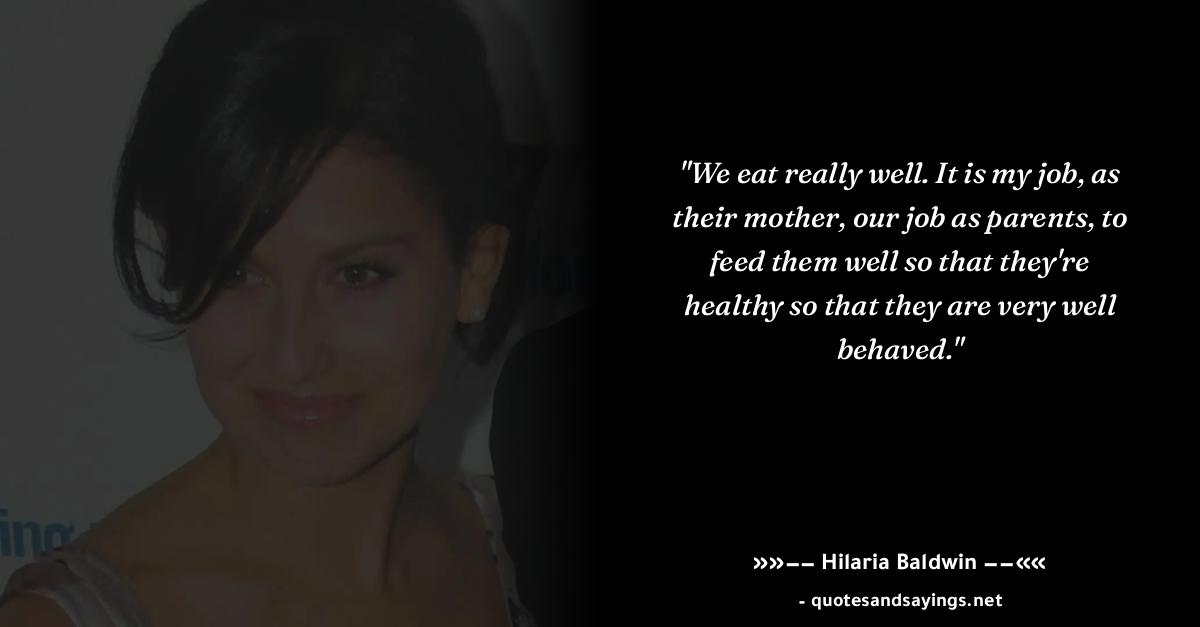 "We eat really well. It is my job, as
their mother, our job as parents, to
feed them well so that they're
healthy so that they are very well
behaved."
»»−− Hilaria Baldwin −−««
- quotesandsayings.net
ing